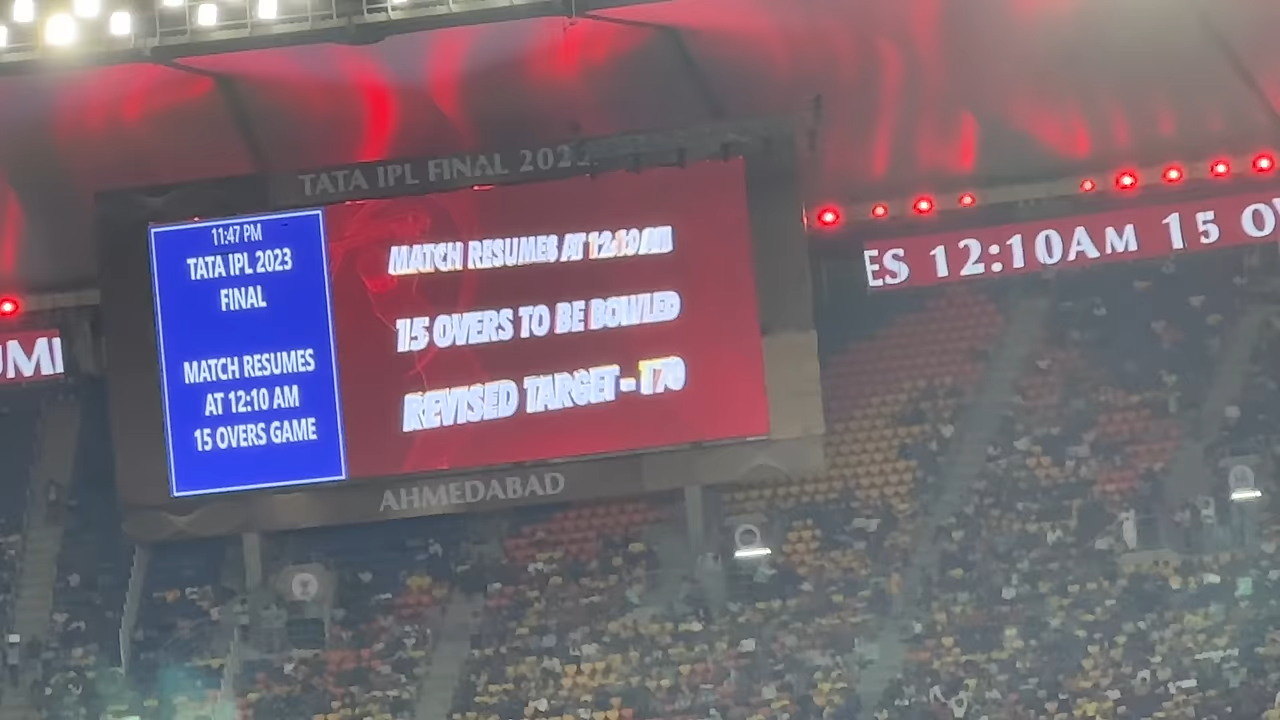 TATA IPL FINAL 202
11:47 PM
TATA IPL 2023
FINAL
MATCH RESUMES
AT 12:10 AM
15 OVERS GAME
MATCH RESUMES AT 12:10 AM
15 OVERS TO BE BOWLED
REVISED TARGET - 170
AHMEDABAD
UMI
ES 12:10AM 15 OV